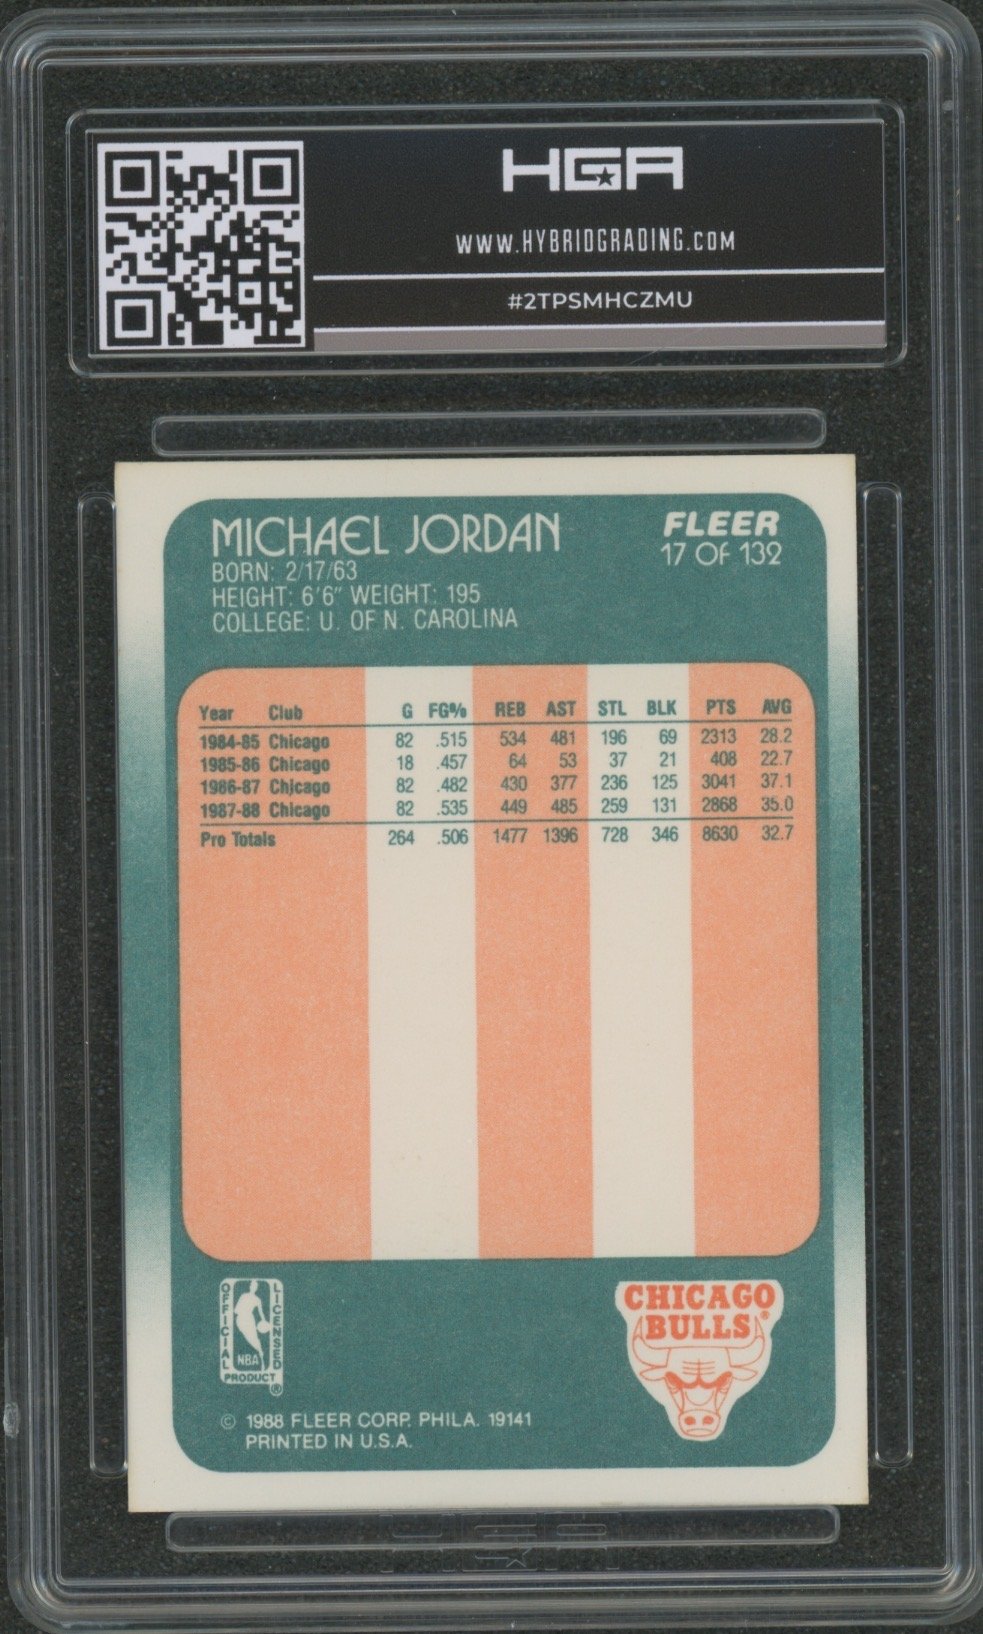 HGA
WWW.HYBRIDGRADING.COM
#2TPSMHCZMU
MICHAEL JORDAN
FLEER
17 OF 132
BORN: 2/17/63
HEIGHT: 6'6" WEIGHT: 195
COLLEGE: U. OF N. CAROLINA
Year Club G FG% REB AST STL BLK PTS AVG
1984-85 Chicago 82 .515 534 481 196 69 2313 28.2
1985-86 Chicago 18 .457 64 53 37 21 408 22.7
1986-87 Chicago 82 .482 430 377 236 125 3041 37.1
1987-88 Chicago 82 .535 449 485 259 131 2868 35.0
Pro Totals 264 .506 1477 1396 728 346 8630 32.7
OFFICIAL
LICENSED
NBA
PRODUCT
®
CHICAGO
BULLS®
© 1988 FLEER CORP. PHILA. 19141
PRINTED IN U.S.A.
HGA